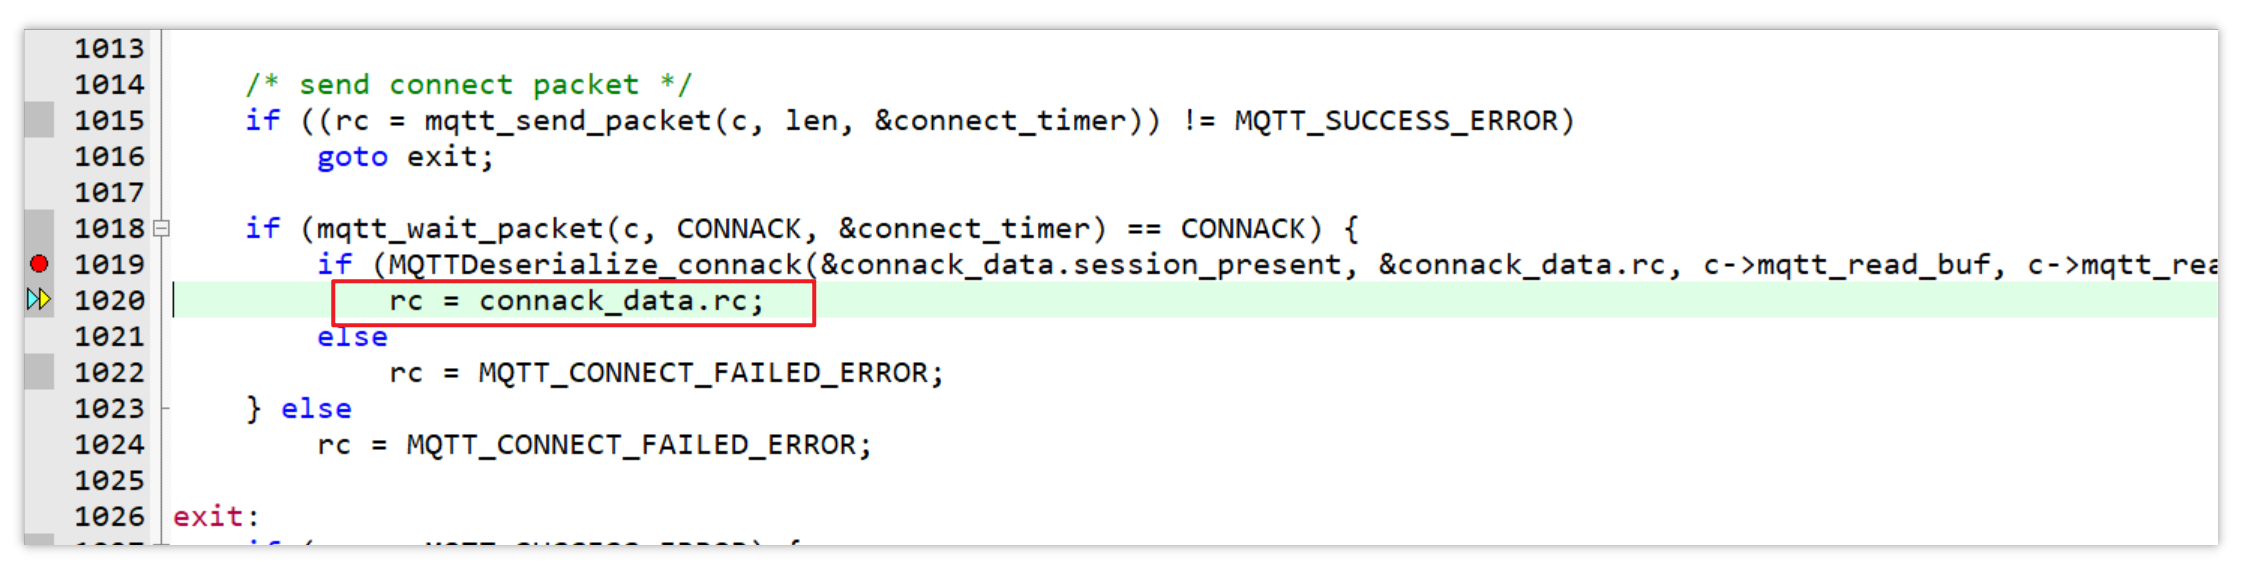 1013
1014 /* send connect packet */
1015 if ((rc = mqtt_send_packet(c, len, &connect_timer)) != MQTT_SUCCESS_ERROR)
1016 goto exit;
1017
1018 if (mqtt_wait_packet(c, CONNACK, &connect_timer) == CONNACK) {
1019 if (MQTTDeserialize_connack(&connack_data.session_present, &connack_data.rc, c->mqtt_read_buf, c->mqtt_rea
1020 rc = connack_data.rc;
1021 else
1022 rc = MQTT_CONNECT_FAILED_ERROR;
1023 } else
1024 rc = MQTT_CONNECT_FAILED_ERROR;
1025
1026 exit: